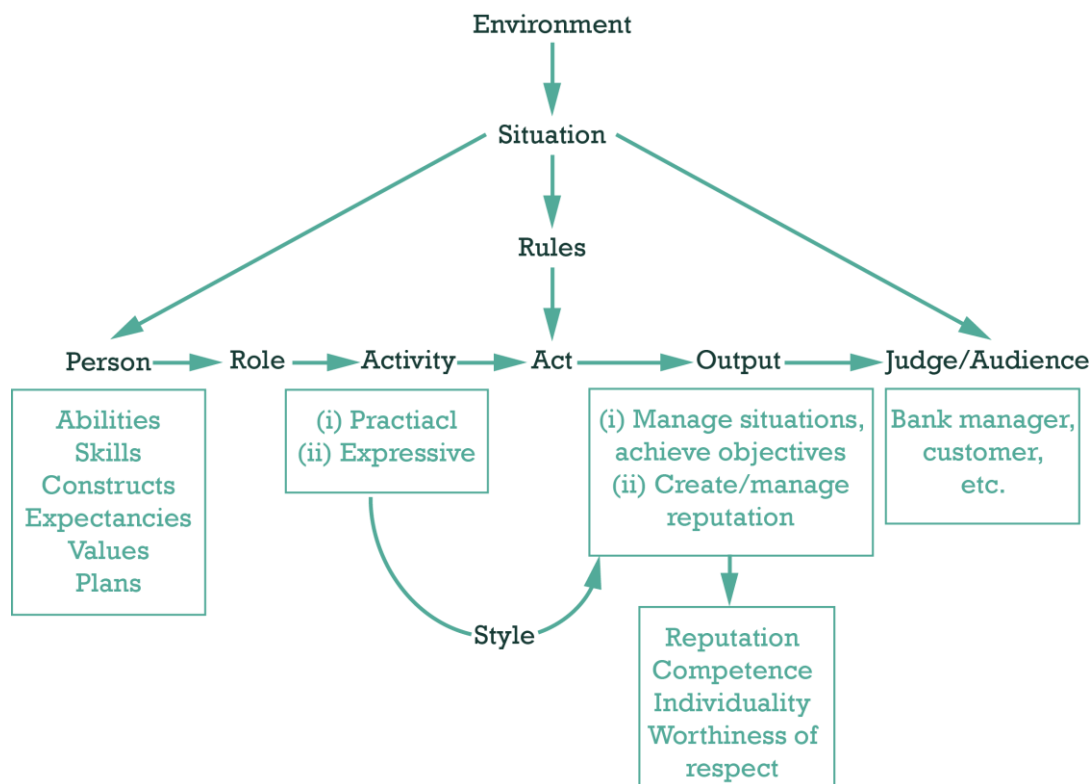 Environment
Situation
Rules
Person Role Activity Act Output Judge/Audience
Abilities
Skills
Constructs
Expectancies
Values
Plans
(i) Practiacl
(ii) Expressive
(i) Manage situations,
achieve objectives
(ii) Create/manage
reputation
Bank manager,
customer,
etc.
Style
Reputation
Competence
Individuality
Worthiness of
respect